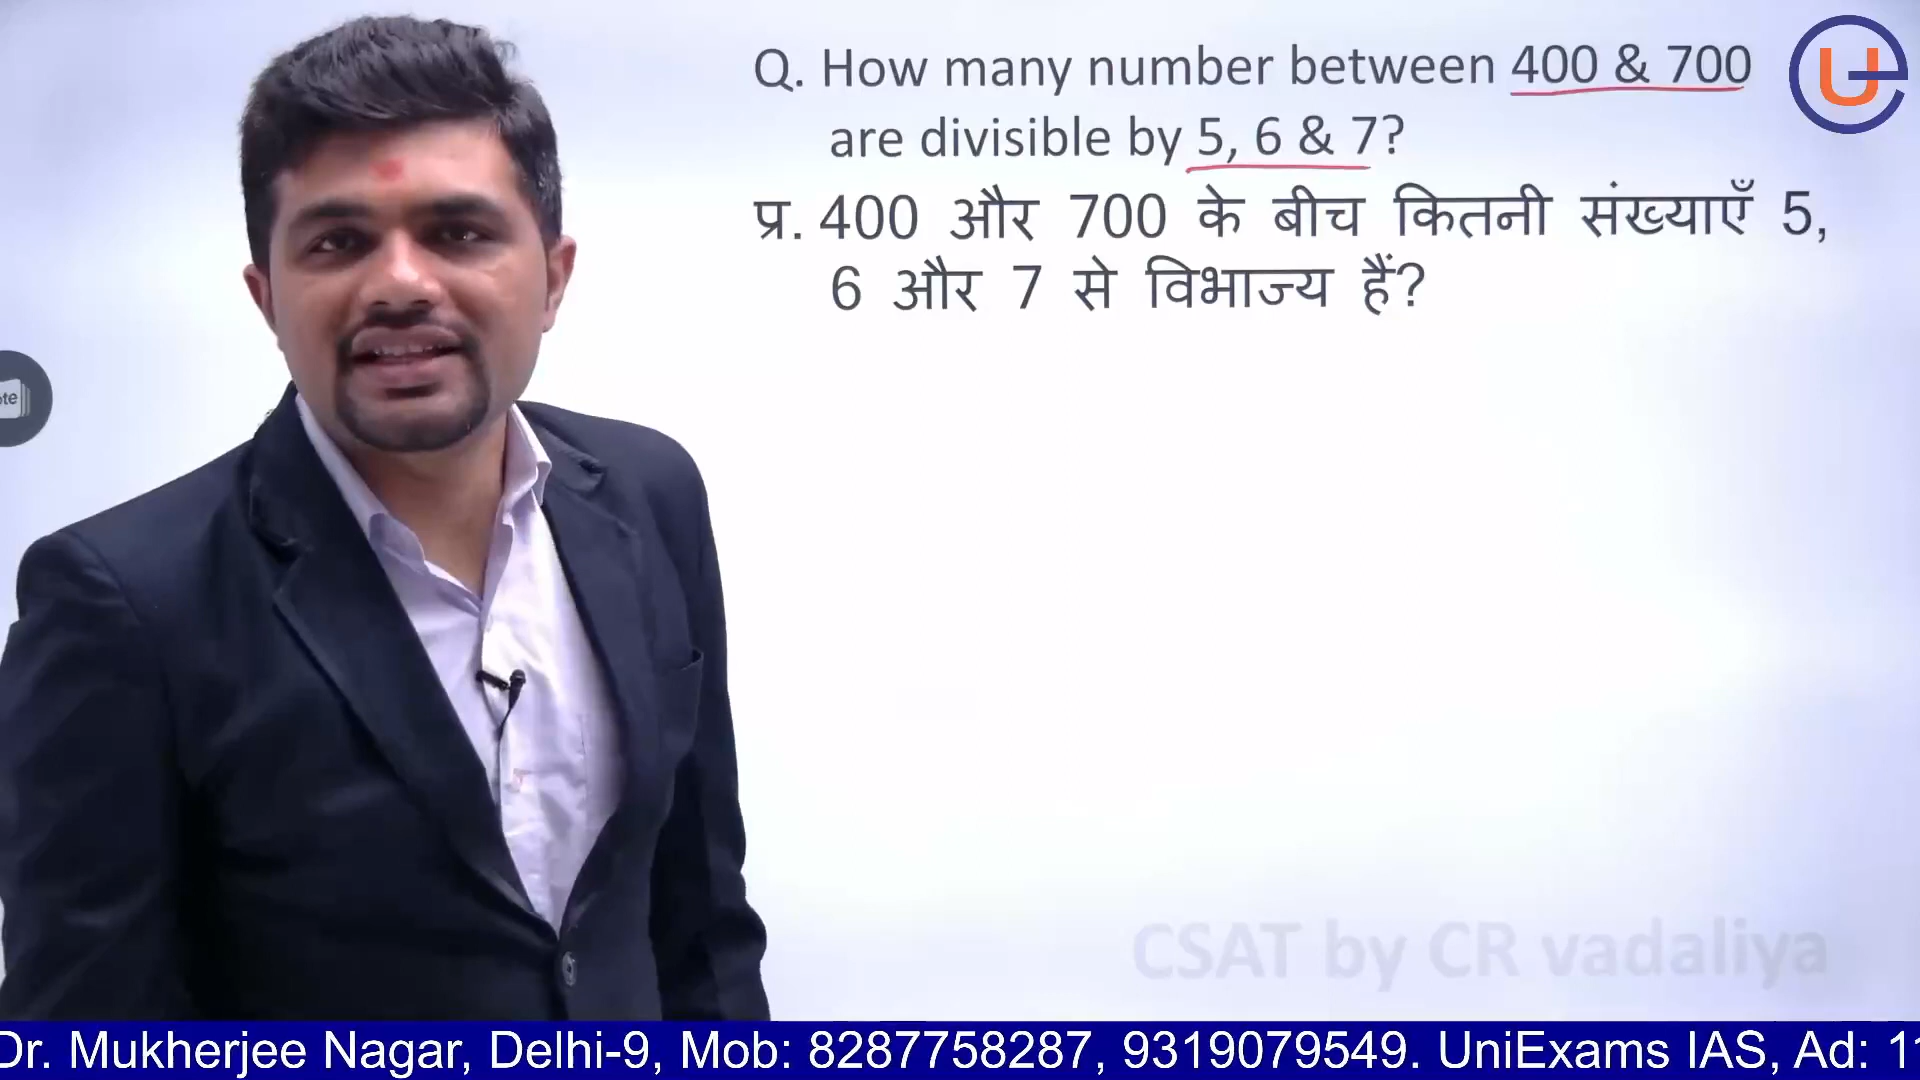 Q. How many number between 400 & 700
are divisible by 5, 6 & 7?
प्र. 400 और 700 के बीच कितनी संख्याएँ 5,
6 और 7 से विभाज्य हैं?
CSAT by CR vadaliya
Dr. Mukherjee Nagar, Delhi-9, Mob: 8287758287, 9319079549. UniExams IAS, Ad: 11